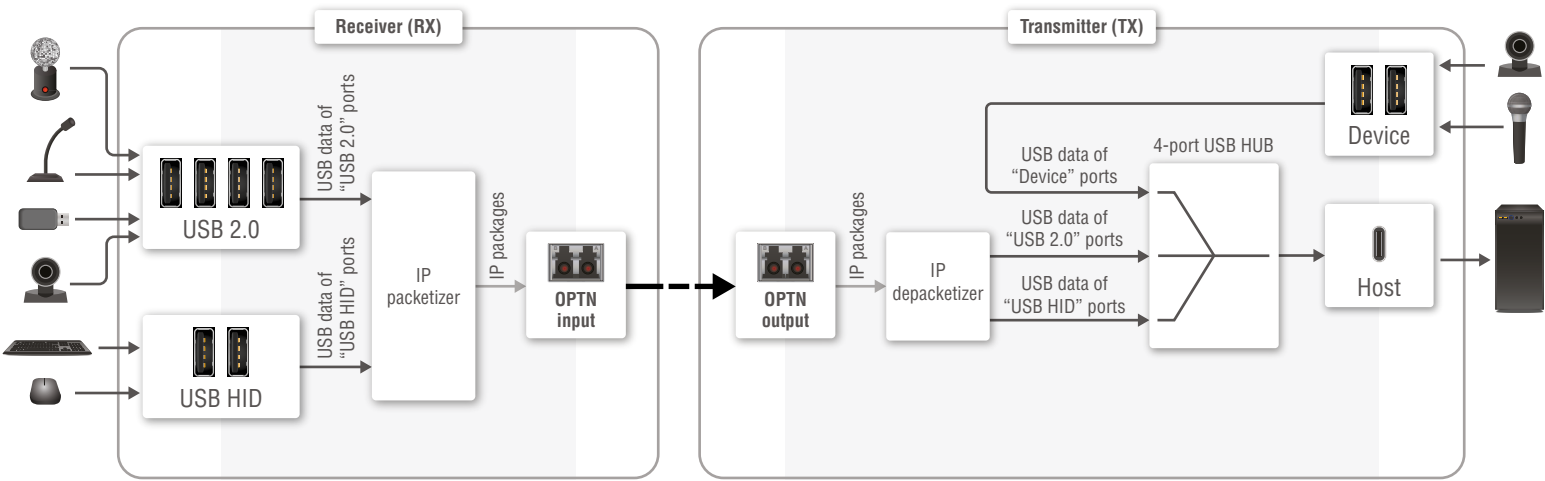 Receiver (RX)
USB 2.0
USB HID
USB data of
“USB 2.0” ports
USB data of
“USB HID” ports
IP
packetizer
IP packages
OPTN
input
Transmitter (TX)
OPTN
output
IP packages
IP
depacketizer
USB data of
“Device” ports
USB data of
“USB 2.0” ports
USB data of
“USB HID” ports
4-port USB HUB
Device
Host